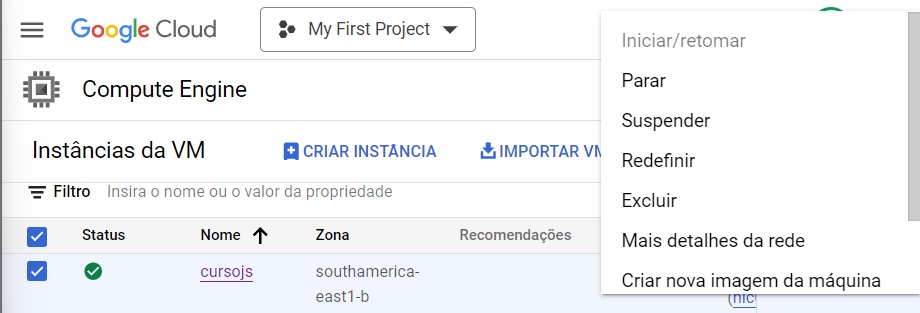 Google Cloud
My First Project
Compute Engine
Instâncias da VM
CRIAR INSTÂNCIA
IMPORTAR VM
Filtro
Insira o nome ou o valor da propriedade
Status
Nome
Zona
Recomendações
cursojs
southamerica-
east1-b
(nic
Iniciar/retomar
Parar
Suspender
Redefinir
Excluir
Mais detalhes da rede
Criar nova imagem da máquina